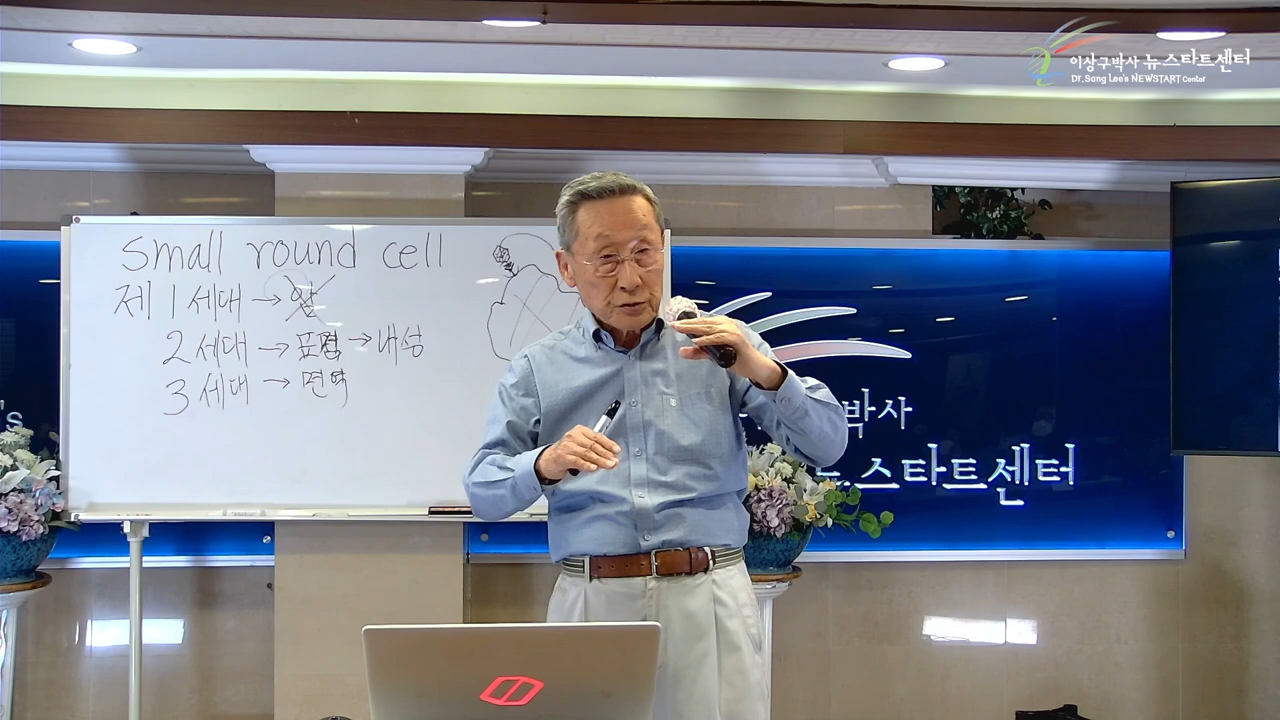 이상구박사 뉴스타트센터
Dr. Sang Lee's NEWSTART Center
small round cell
제 1 세대 → 암
2 세대 → 표적 → 내성
3 세대 → 면역
's
박사
뉴스타트센터